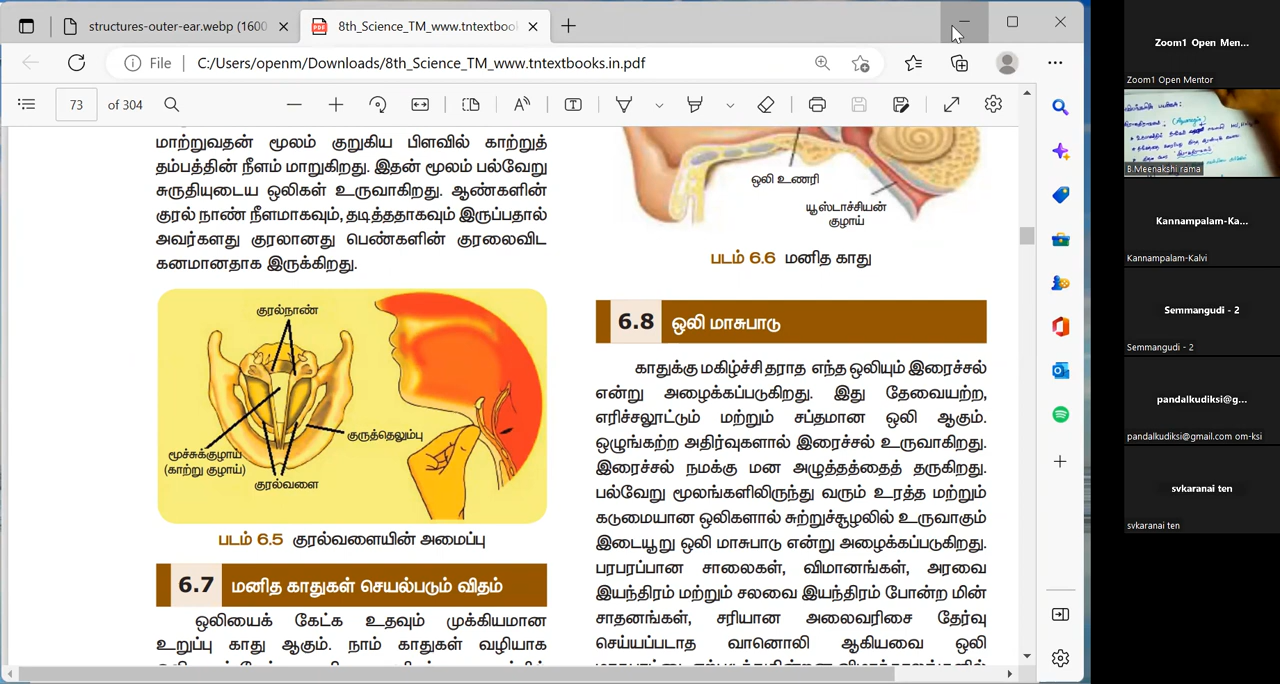 structures-outer-ear.webp (1600
8th_Science_TM_www.tntextbool
File
C:/Users/openm/Downloads/8th_Science_TM_www.tntextbooks.in.pdf
73
of 304
மாற்றுவதன் மூலம் குறுகிய பிளவில் காற்றுத்
தம்பத்தின் நீளம் மாறுகிறது. இதன் மூலம் பல்வேறு
சுருதியுடைய ஒலிகள் உருவாகிறது. ஆண்களின்
குரல் நாண் நீளமாகவும், தடித்ததாகவும் இருப்பதால்
அவர்களது குரலானது பெண்களின் குரலைவிட
கனமானதாக இருக்கிறது.
குரல்நாண்
குருத்தெலும்பு
மூச்சுக்குழாய்
(காற்று குழாய்)
குரல்வளை
படம் 6.5 குரல்வளையின் அமைப்பு
6.7 மனித காதுகள் செயல்படும் விதம்
ஒலியைக் கேட்க உதவும் முக்கியமான
உறுப்பு காது ஆகும். நாம் காதுகள் வழியாக
ஒலி உணரி
யூஸ்டாச்சியன்
குழாய்
படம் 6.6 மனித காது
6.8 ஒலி மாசுபாடு
காதுக்கு மகிழ்ச்சி தராத எந்த ஒலியும் இரைச்சல்
என்று அழைக்கப்படுகிறது. இது தேவையற்ற,
எரிச்சலூட்டும் மற்றும் சப்தமான ஒலி ஆகும்.
ஒழுங்கற்ற அதிர்வுகளால் இரைச்சல் உருவாகிறது.
இரைச்சல் நமக்கு மன அழுத்தத்தைத் தருகிறது.
பல்வேறு மூலங்களிலிருந்து வரும் உரத்த மற்றும்
கடுமையான ஒலிகளால் சுற்றுச்சூழலில் உருவாகும்
இடையூறு ஒலி மாசுபாடு என்று அழைக்கப்படுகிறது.
பரபரப்பான சாலைகள், விமானங்கள், அரவை
இயந்திரம் மற்றும் சலவை இயந்திரம் போன்ற மின்
சாதனங்கள், சரியான அலைவரிசை தேர்வு
செய்யப்படாத வானொலி ஆகியவை ஒலி
Zoom1 Open Men...
Zoom1 Open Mentor
B.Meenakshi rama
Kannampalam-Ka...
Kannampalam-Kalvi
Semmangudi - 2
Semmangudi - 2
pandalkudiksi@g...
pandalkudiksi@gmail.com om-ksi
svkaranai ten
svkaranai ten